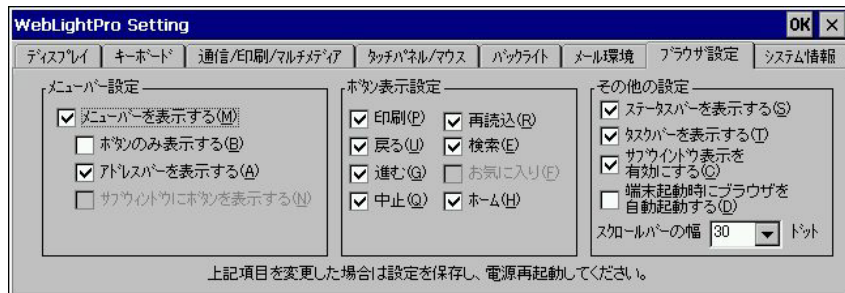 WebLightPro Setting
OK ×
ﾃﾞｨｽﾌﾟﾚｲ ｷｰﾎﾞｰﾄﾞ 通信/印刷/ﾏﾙﾁﾒﾃﾞｨｱ ﾀｯﾁﾊﾟﾈﾙ/ﾏｳｽ ﾊﾞｯｸﾗｲﾄ ﾒｰﾙ環境 ﾌﾞﾗｳｻﾞ設定 ｼｽﾃﾑ情報
ﾒﾆｭｰﾊﾞｰ設定
ﾒﾆｭｰﾊﾞｰを表示する(M)
ﾎﾞﾀﾝのみ表示する(B)
ｱﾄﾞﾚｽﾊﾞｰを表示する(A)
ｻﾌﾞｳｨﾝﾄﾞｳにﾎﾞﾀﾝを表示する(N)
ﾎﾞﾀﾝ表示設定
印刷(P) 再読込(R)
戻る(U) 検索(E)
進む(G) お気に入り(F)
中止(Q) ﾎｰﾑ(H)
その他の設定
ｽﾃｰﾀｽﾊﾞｰを表示する(S)
ﾀｽｸﾊﾞｰを表示する(T)
ｻﾌﾞｳｲﾝﾄﾞｳ表示を
有効にする(C)
端末起動時にﾌﾞﾗｳｻﾞを
自動起動する(D)
ｽｸﾛｰﾙﾊﾞｰの幅 30 ﾄﾞｯﾄ
上記項目を変更した場合は設定を保存し、電源再起動してください。